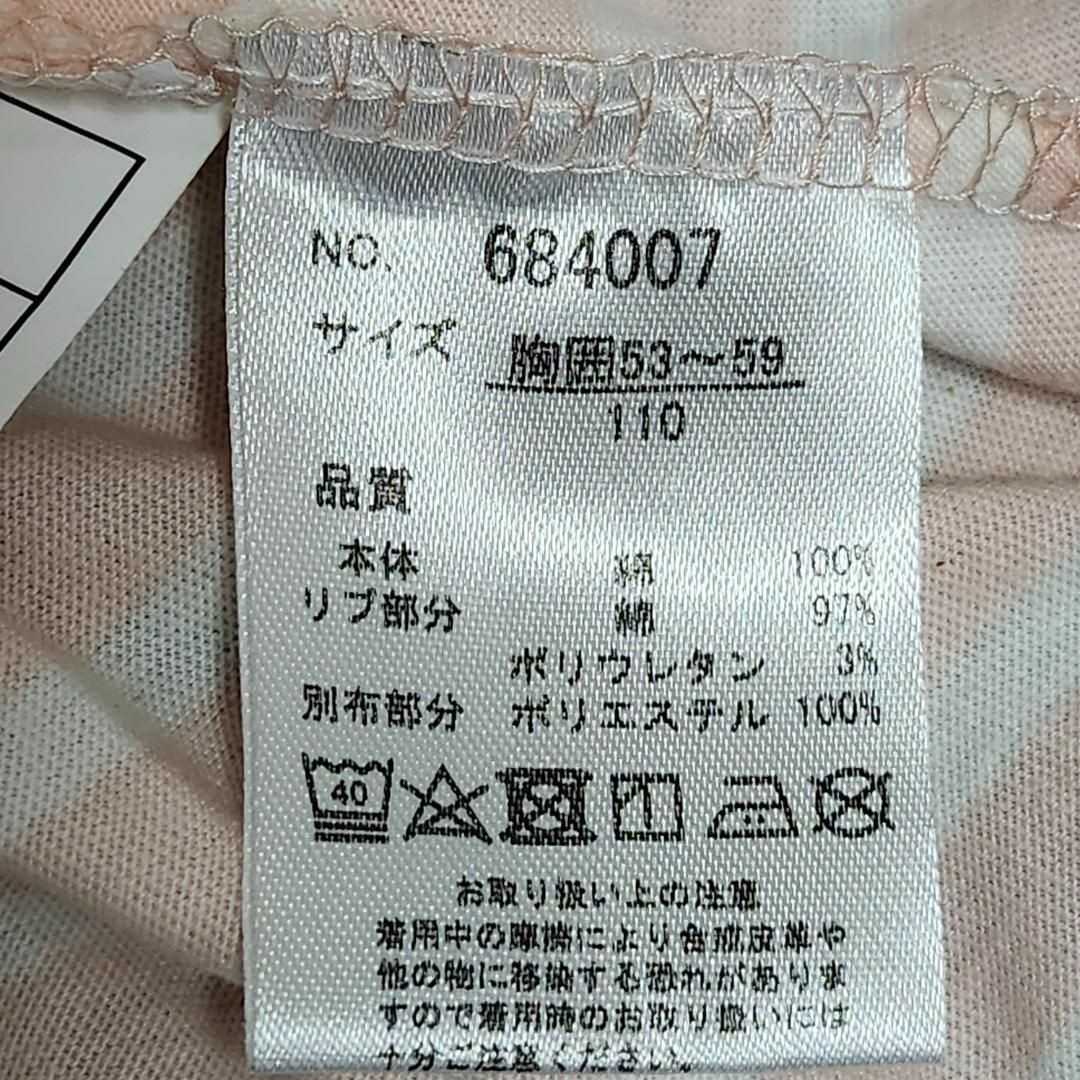 NO. 684007
サイズ 胸囲53～59
110
品質
本体 綿 100%
リブ部分 綿 97%
ポリウレタン 3%
別布部分 ポリエステル 100%
40
お取り扱い上の注意
着用中の摩擦により合成皮革や
他の物に移染する恐れがありま
すので着用時のお取り扱いには
十分ご注意ください。